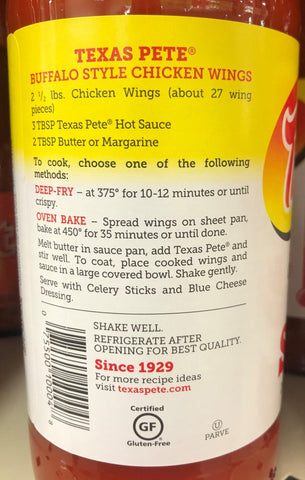 TEXAS PETE®
BUFFALO STYLE CHICKEN WINGS
2 ½ lbs. Chicken Wings (about 27 wing
pieces)
3 TBSP Texas Pete® Hot Sauce
2 TBSP Butter or Margarine
To cook, choose one of the following
methods:
DEEP-FRY – at 375° for 10-12 minutes or until
crispy.
OVEN BAKE – Spread wings on sheet pan,
bake at 450° for 35 minutes or until done.
Melt butter in sauce pan, add Texas Pete® and
stir well. To coat, place cooked wings and
sauce in a large covered bowl. Shake gently.
Serve with Celery Sticks and Blue Cheese
Dressing.
SHAKE WELL.
REFRIGERATE AFTER
OPENING FOR BEST QUALITY.
Since 1929
For more recipe ideas
visit texaspete.com
Certified
GF
Gluten-Free
U
PARVE